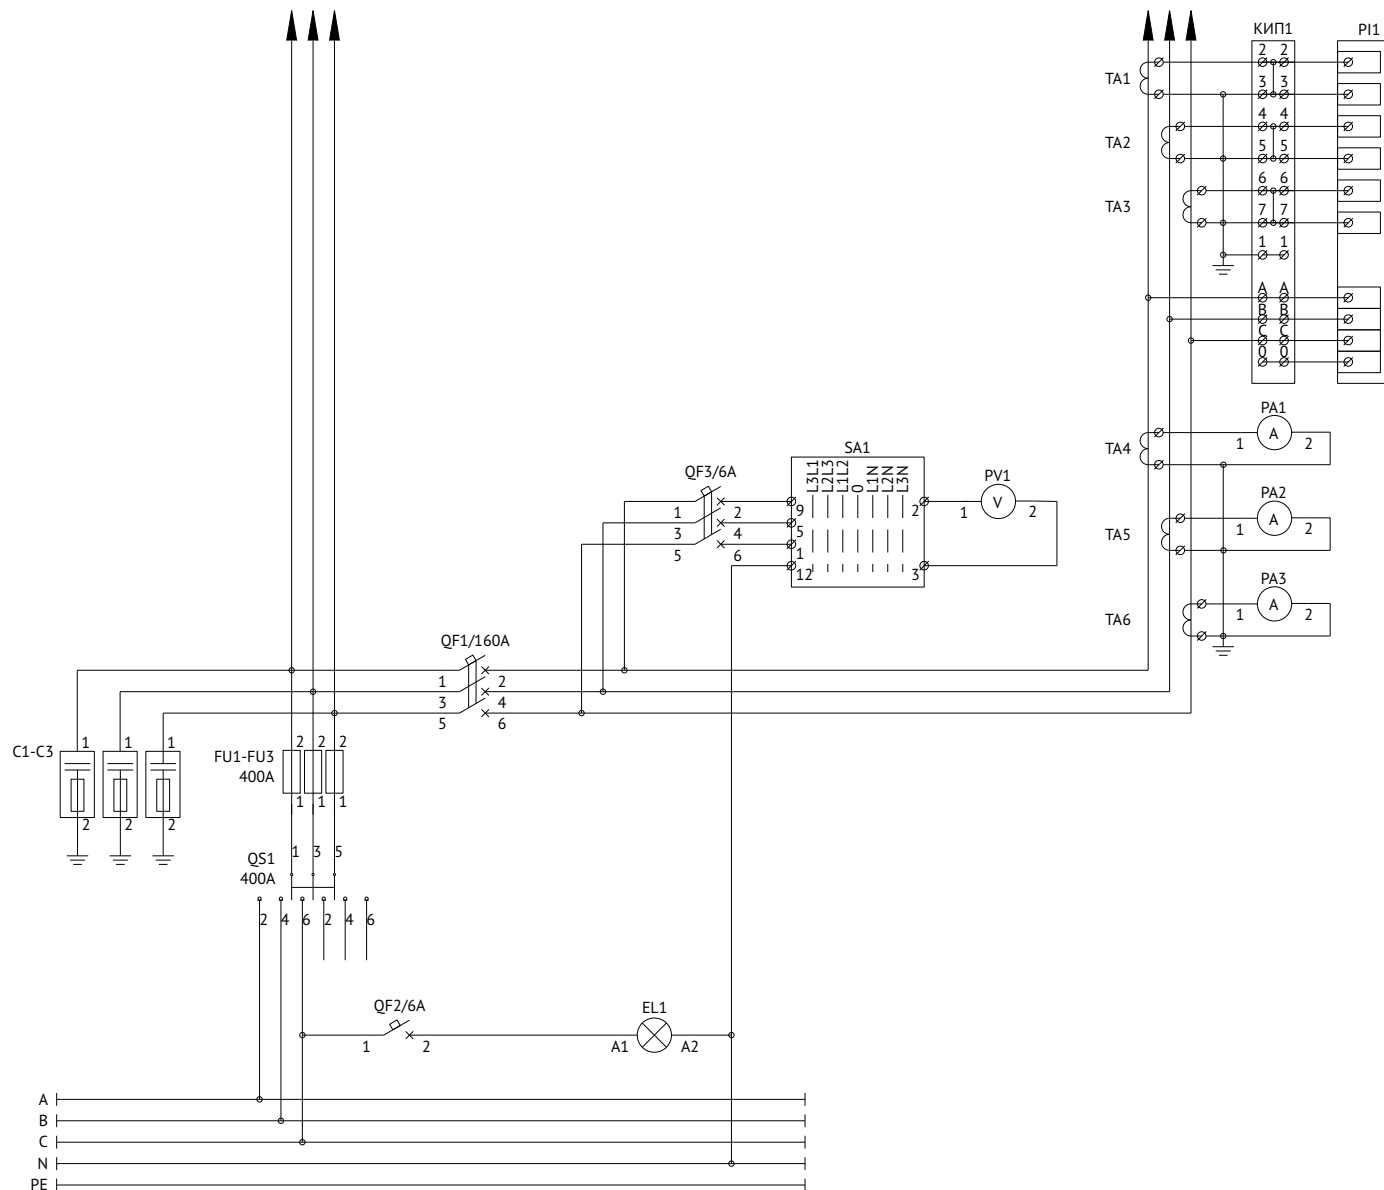 КИП1 PI1
2 2
TA1
3 3
4 4
TA2
5 5
6 6
TA3
7 7
1 1
A A
B B
C C
0 0
PA1
1 A 2
TA4
SA1
QF3/6A
L3L1 L2L3 L1L2 O L1N L2N L3N
PV1
1 2 9 2 1 V 2
3 4 5
5 6 1
12 3
PA2
1 A 2
TA5
PA3
1 A 2
TA6
QF1/160A
1 2
3 4
5 6
C1-C3
1 1 1
2 2 2
FU1-FU3
400A
2 2 2
1 1 1
QS1
400A
1 3 5
2 4 6 2 4 6
QF2/6A
1 2
EL1
A1 A2
A
B
C
N
PE